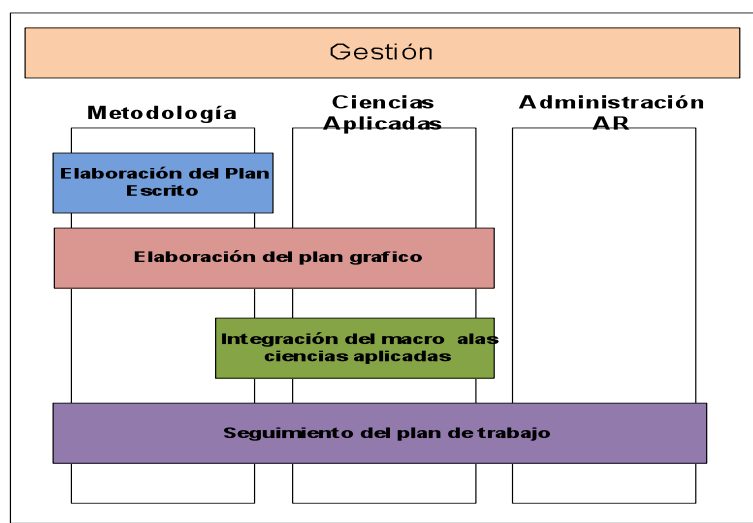 Gestión
Metodología
Ciencias
Aplicadas
Administración
AR
Elaboración del Plan
Escrito
Elaboración del plan grafico
Integración del macro alas
ciencias aplicadas
Seguimiento del plan de trabajo